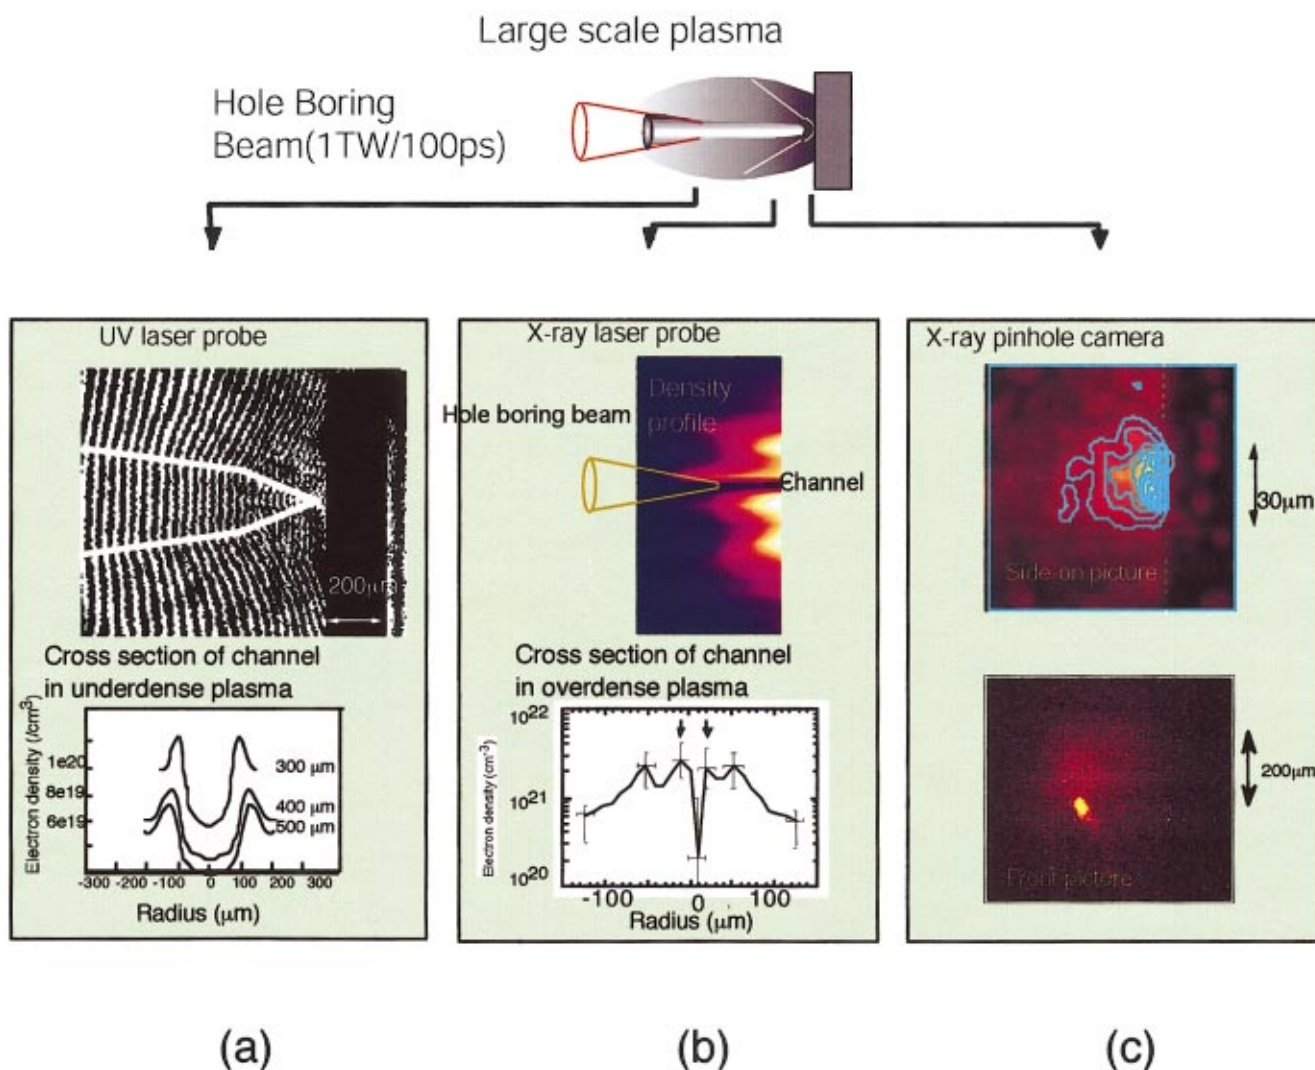 Large scale plasma
Hole Boring
Beam(1TW/100ps)
UV laser probe
200μm
Cross section of channel
in underdense plasma
Electron density (/cm³)
1e20
8e19
6e19
300 μm
400 μm
500 μm
-300 -200 -100 0 100 200 300
Radius (μm)
X-ray laser probe
Density
profile
Hole boring beam
Channel
Cross section of channel
in overdense plasma
Electron density (cm⁻³)
10²²
10²¹
10²⁰
-100 0 100
Radius (μm)
X-ray pinhole camera
30μm
Side-on picture
200μm
Front picture
(a) (b) (c)